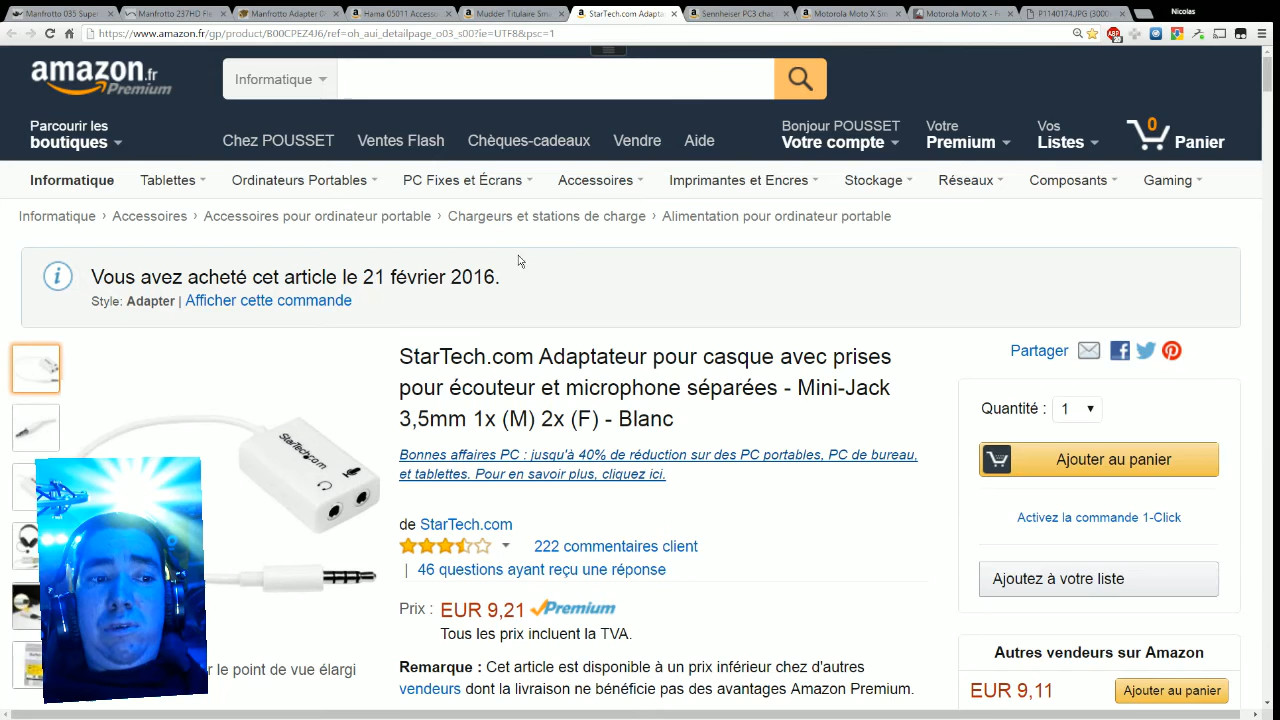 Manfrotto 035 Super
Manfrotto 237HD Fle
Manfrotto Adapter D
Hama 05011 Accesso
Mudder Titulaire Sm
StarTech.com Adapta
Sennheiser PC3 cha
Motorola Moto X Si
Motorola Moto X - F
P1140174.JPG (3000
Nicolas
https://www.amazon.fr/gp/product/B00CPEZ4J6/ref=oh_aui_detailpage_o03_s00?ie=UTF8&psc=1
amazon.fr
Premium
Informatique
Parcourir les
boutiques
Chez POUSSET
Ventes Flash
Chèques-cadeaux
Vendre
Aide
Bonjour POUSSET
Votre compte
Votre
Premium
Vos
Listes
0
Panier
Informatique
Tablettes
Ordinateurs Portables
PC Fixes et Écrans
Accessoires
Imprimantes et Encres
Stockage
Réseaux
Composants
Gaming
Informatique › Accessoires › Accessoires pour ordinateur portable › Chargeurs et stations de charge › Alimentation pour ordinateur portable
Vous avez acheté cet article le 21 février 2016.
Style: Adapter | Afficher cette commande
StarTech.com
StarTech.com Adaptateur pour casque avec prises
pour écouteur et microphone séparées - Mini-Jack
3,5mm 1x (M) 2x (F) - Blanc
Bonnes affaires PC : jusqu'à 40% de réduction sur des PC portables, PC de bureau,
et tablettes. Pour en savoir plus, cliquez ici.
de StarTech.com
222 commentaires client
| 46 questions ayant reçu une réponse
Prix : EUR 9,21 Premium
Tous les prix incluent la TVA.
Remarque : Cet article est disponible à un prix inférieur chez d'autres
vendeurs dont la livraison ne bénéficie pas des avantages Amazon Premium.
r le point de vue élargi
Partager
Quantité : 1
Ajouter au panier
Activez la commande 1-Click
Ajoutez à votre liste
Autres vendeurs sur Amazon
EUR 9,11
Ajouter au panier